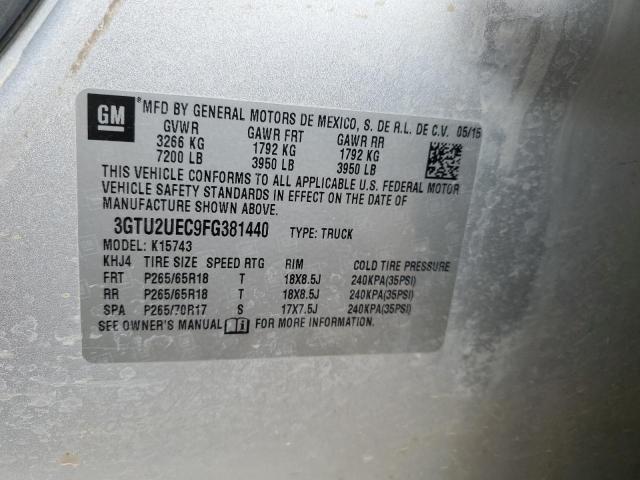 GM ® MFD BY GENERAL MOTORS DE MEXICO, S. DE R.L. DE C.V. 05/15
GVWR GAWR FRT GAWR RR
3266 KG 1792 KG 1792 KG
7200 LB 3950 LB 3950 LB
THIS VEHICLE CONFORMS TO ALL APPLICABLE U.S. FEDERAL MOTOR
VEHICLE SAFETY STANDARDS IN EFFECT ON THE DATE OF
MANUFACTURE SHOWN ABOVE.
3GTU2UEC9FG381440 TYPE: TRUCK
MODEL: K15743
KHJ4 TIRE SIZE SPEED RTG RIM COLD TIRE PRESSURE
FRT P265/65R18 T 18X8.5J 240KPA(35PSI)
RR P265/65R18 T 18X8.5J 240KPA(35PSI)
SPA P265/70R17 S 17X7.5J 240KPA(35PSI)
SEE OWNER'S MANUAL FOR MORE INFORMATION.